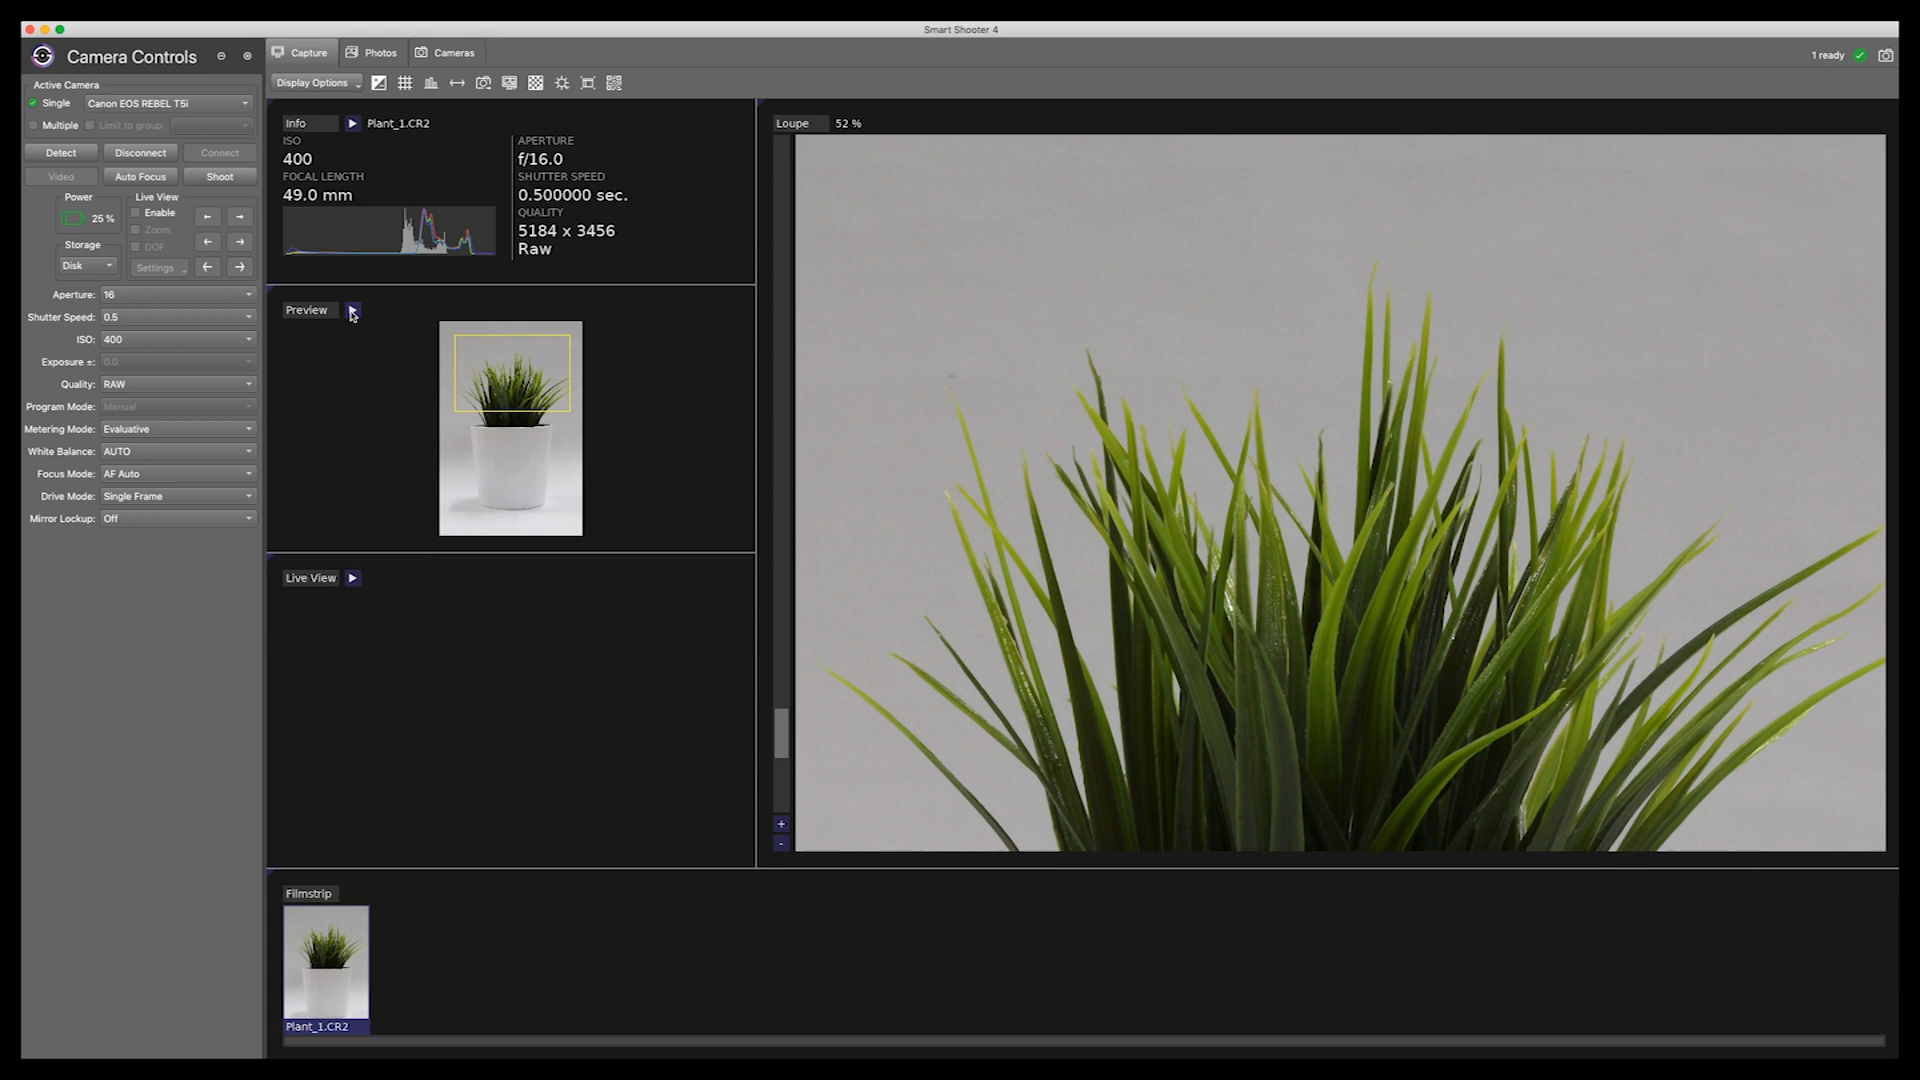 Smart Shooter 4
Camera Controls
Capture
Photos
Cameras
1 ready
Display Options
Active Camera
Single
Canon EOS REBEL T5i
Multiple
Limit to group:
Detect
Disconnect
Connect
Video
Auto Focus
Shoot
Power
25 %
Storage
Disk
Live View
Enable
Zoom
DOF
Settings
Aperture: 16
Shutter Speed: 0.5
ISO: 400
Exposure ±: 0.0
Quality: RAW
Program Mode: Manual
Metering Mode: Evaluative
White Balance: AUTO
Focus Mode: AF Auto
Drive Mode: Single Frame
Mirror Lockup: Off
Info
Plant_1.CR2
ISO
400
FOCAL LENGTH
49.0 mm
APERTURE
f/16.0
SHUTTER SPEED
0.500000 sec.
QUALITY
5184 x 3456
Raw
Preview
Live View
Loupe
52 %
+
-
Filmstrip
Plant_1.CR2